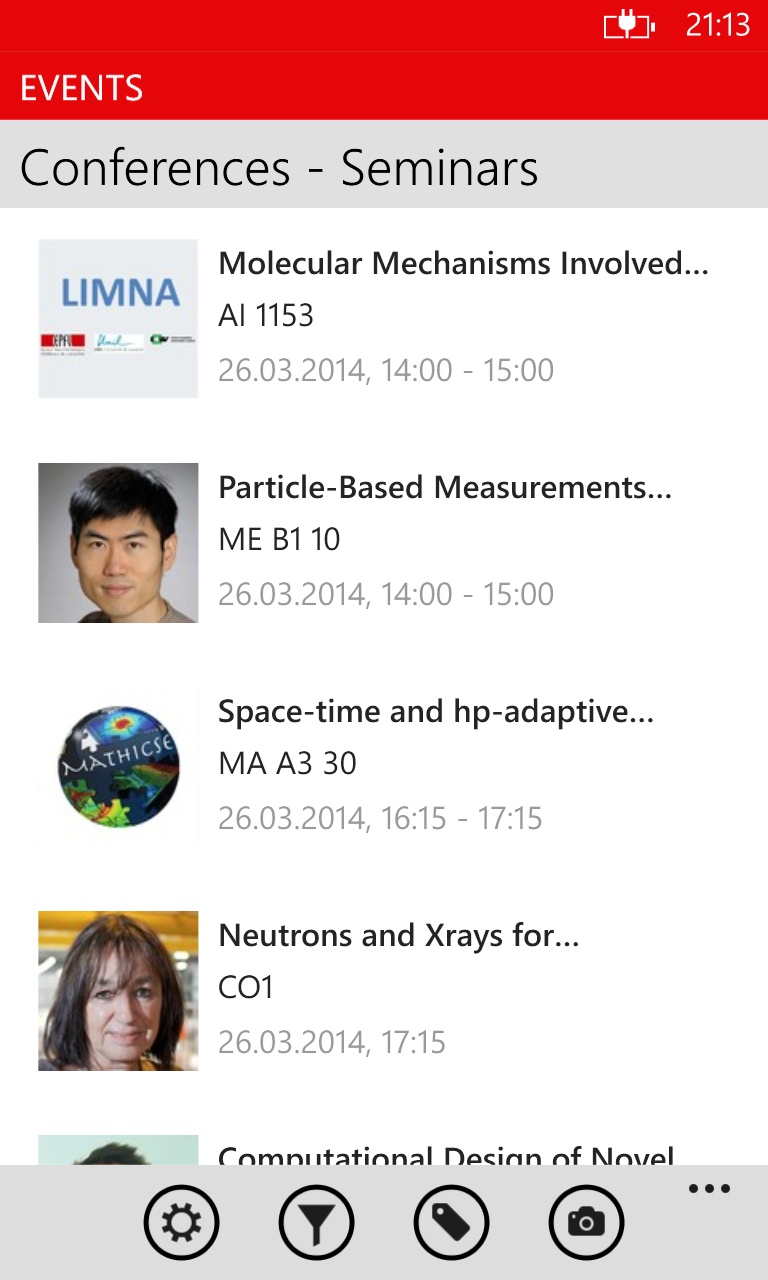 21:13
EVENTS
Conferences - Seminars
LIMNA
Molecular Mechanisms Involved...
AI 1153
26.03.2014, 14:00 - 15:00
Particle-Based Measurements...
ME B1 10
26.03.2014, 14:00 - 15:00
MATHICSE
Space-time and hp-adaptive...
MA A3 30
26.03.2014, 16:15 - 17:15
Neutrons and Xrays for...
CO1
26.03.2014, 17:15
Computational Design of Novel